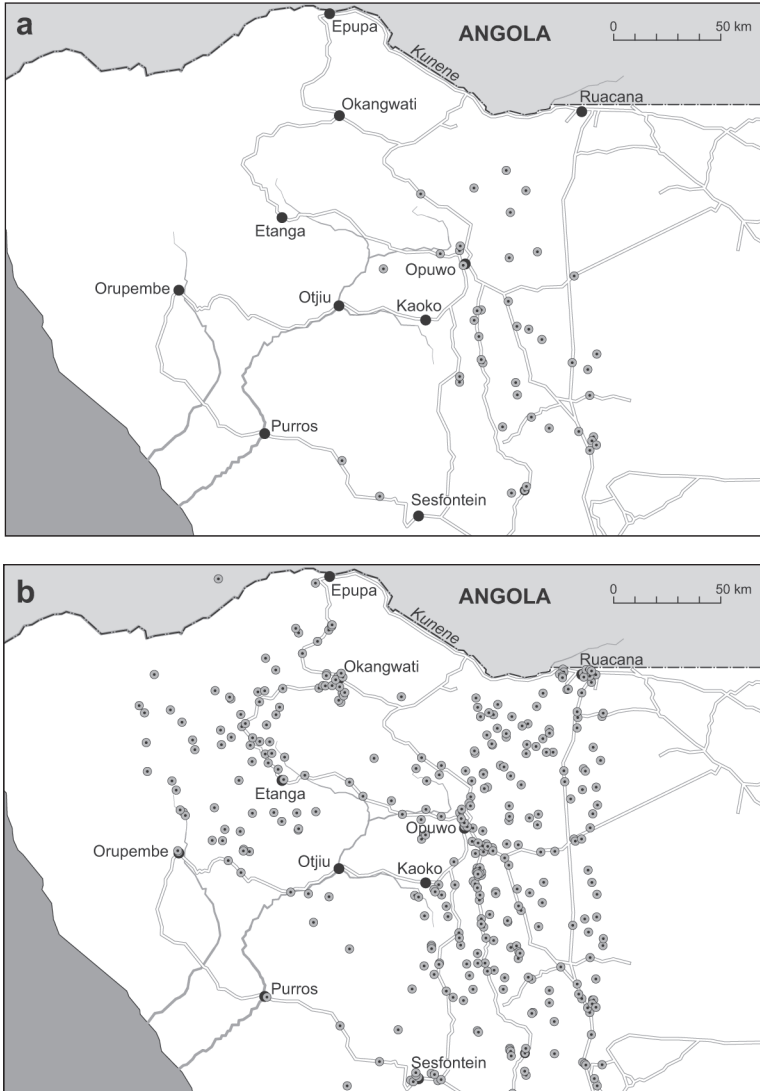 a
Epupa
ANGOLA
0 50 km
Kunene
Okangwati
Ruacana
Etanga
Opuwo
Orupembe
Otjiu
Kaoko
Purros
Sesfontein
b
Epupa
ANGOLA
0 50 km
Kunene
Okangwati
Ruacana
Etanga
Opuwo
Orupembe
Otjiu
Kaoko
Purros
Sesfontein